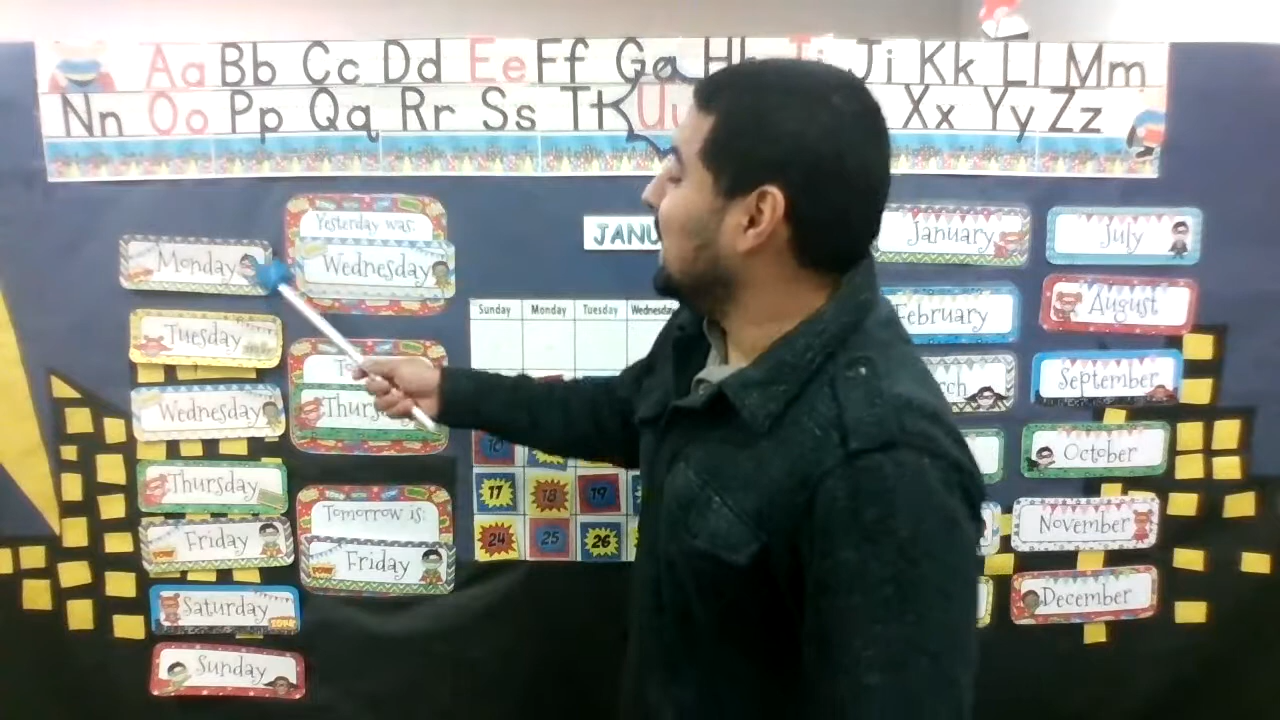 Aa Bb Cc Dd Ee Ff Gg Jj Kk Ll Mm
Nn Oo Pp Qq Rr Ss Tt Xx Yy Zz
Monday
Tuesday
Wednesday
Thursday
Friday
Saturday
Sunday
Yesterday was:
Wednesday
Thurs
Tomorrow is:
Friday
JANU
Sunday Monday Tuesday Wednesday
17 18 19
24 25 26
January
February
rch
July
August
September
October
November
December